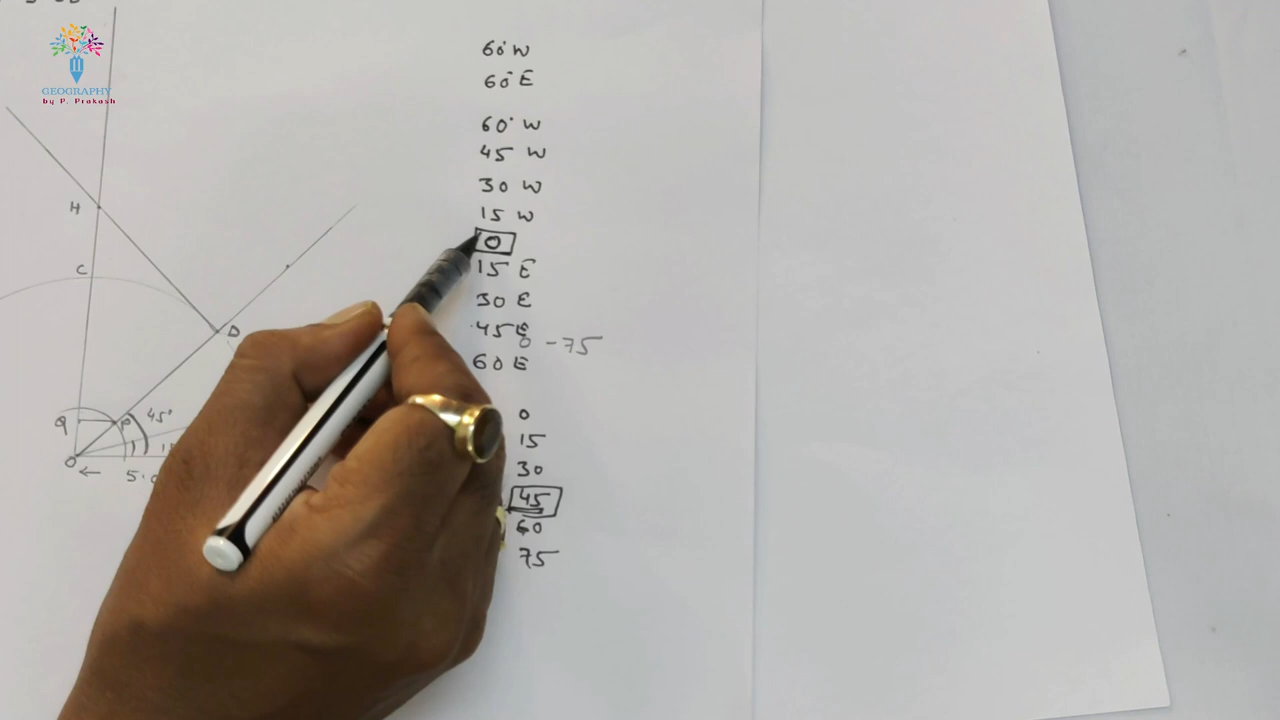 GEOGRAPHY
by P. Prakash
60° W
60° E
60° W
45 W
30 W
15 W
0
15 E
30 E
45 E
0 - 75
60 E
0
15
30
45
60
75
H
C
D
Q
P
45°
O